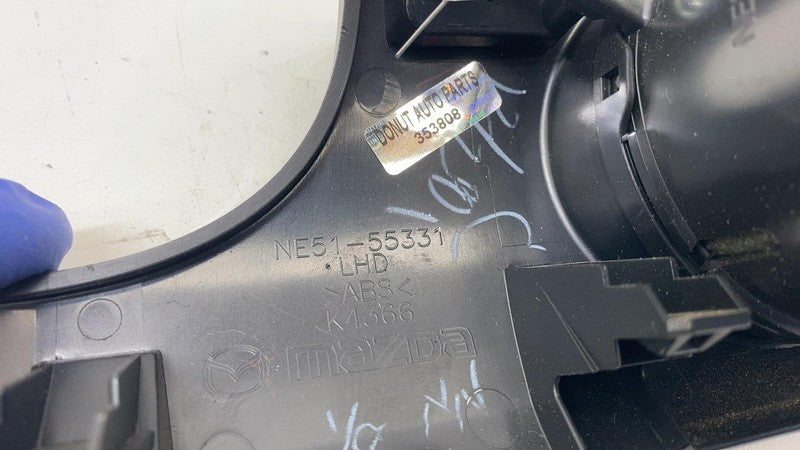 DONUT AUTO PARTS
353808
NE51-55331
LHD
>ABS<
K4366
mazda